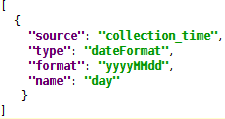 [
  {
    "source": "collection_time",
    "type": "dateFormat",
    "format": "yyyyMMdd",
    "name": "day"
   }
]